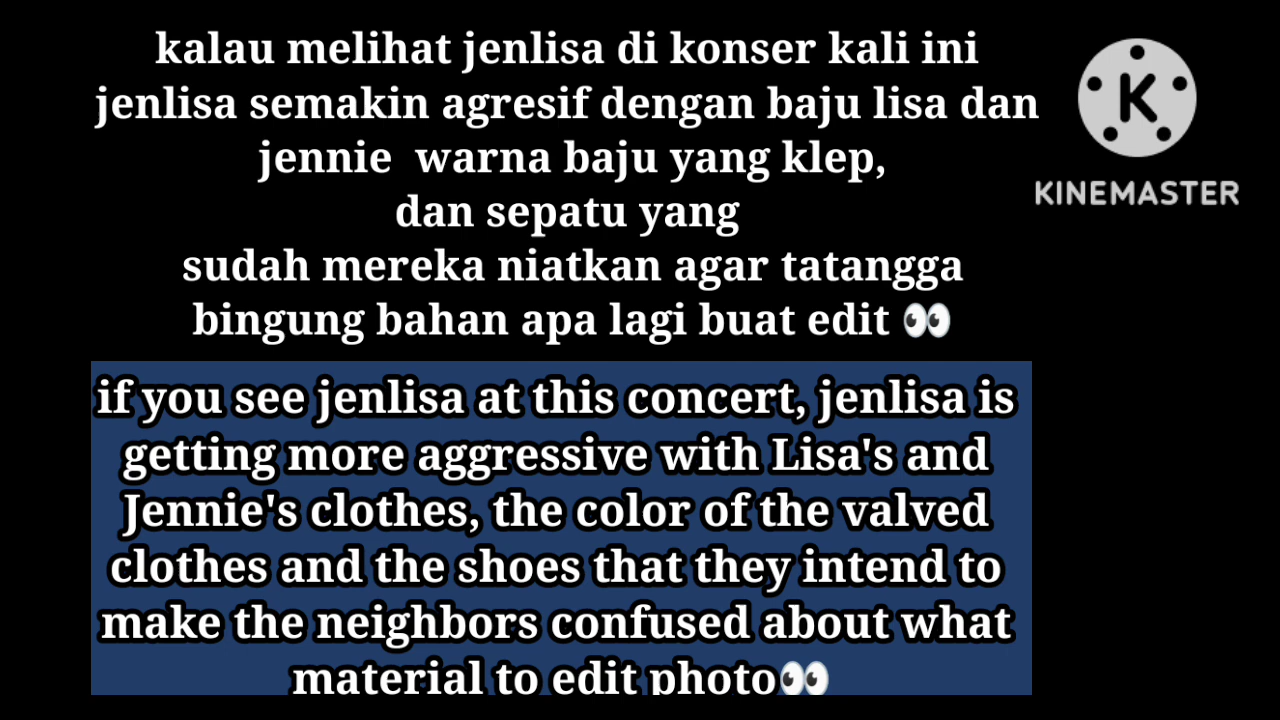 kalau melihat jenlisa di konser kali ini
jenlisa semakin agresif dengan baju lisa dan
jennie warna baju yang klep,
dan sepatu yang
sudah mereka niatkan agar tatangga
bingung bahan apa lagi buat edit 👀
if you see jenlisa at this concert, jenlisa is
getting more aggressive with Lisa's and
Jennie's clothes, the color of the valved
clothes and the shoes that they intend to
make the neighbors confused about what
material to edit photo👀
K
KINEMASTER